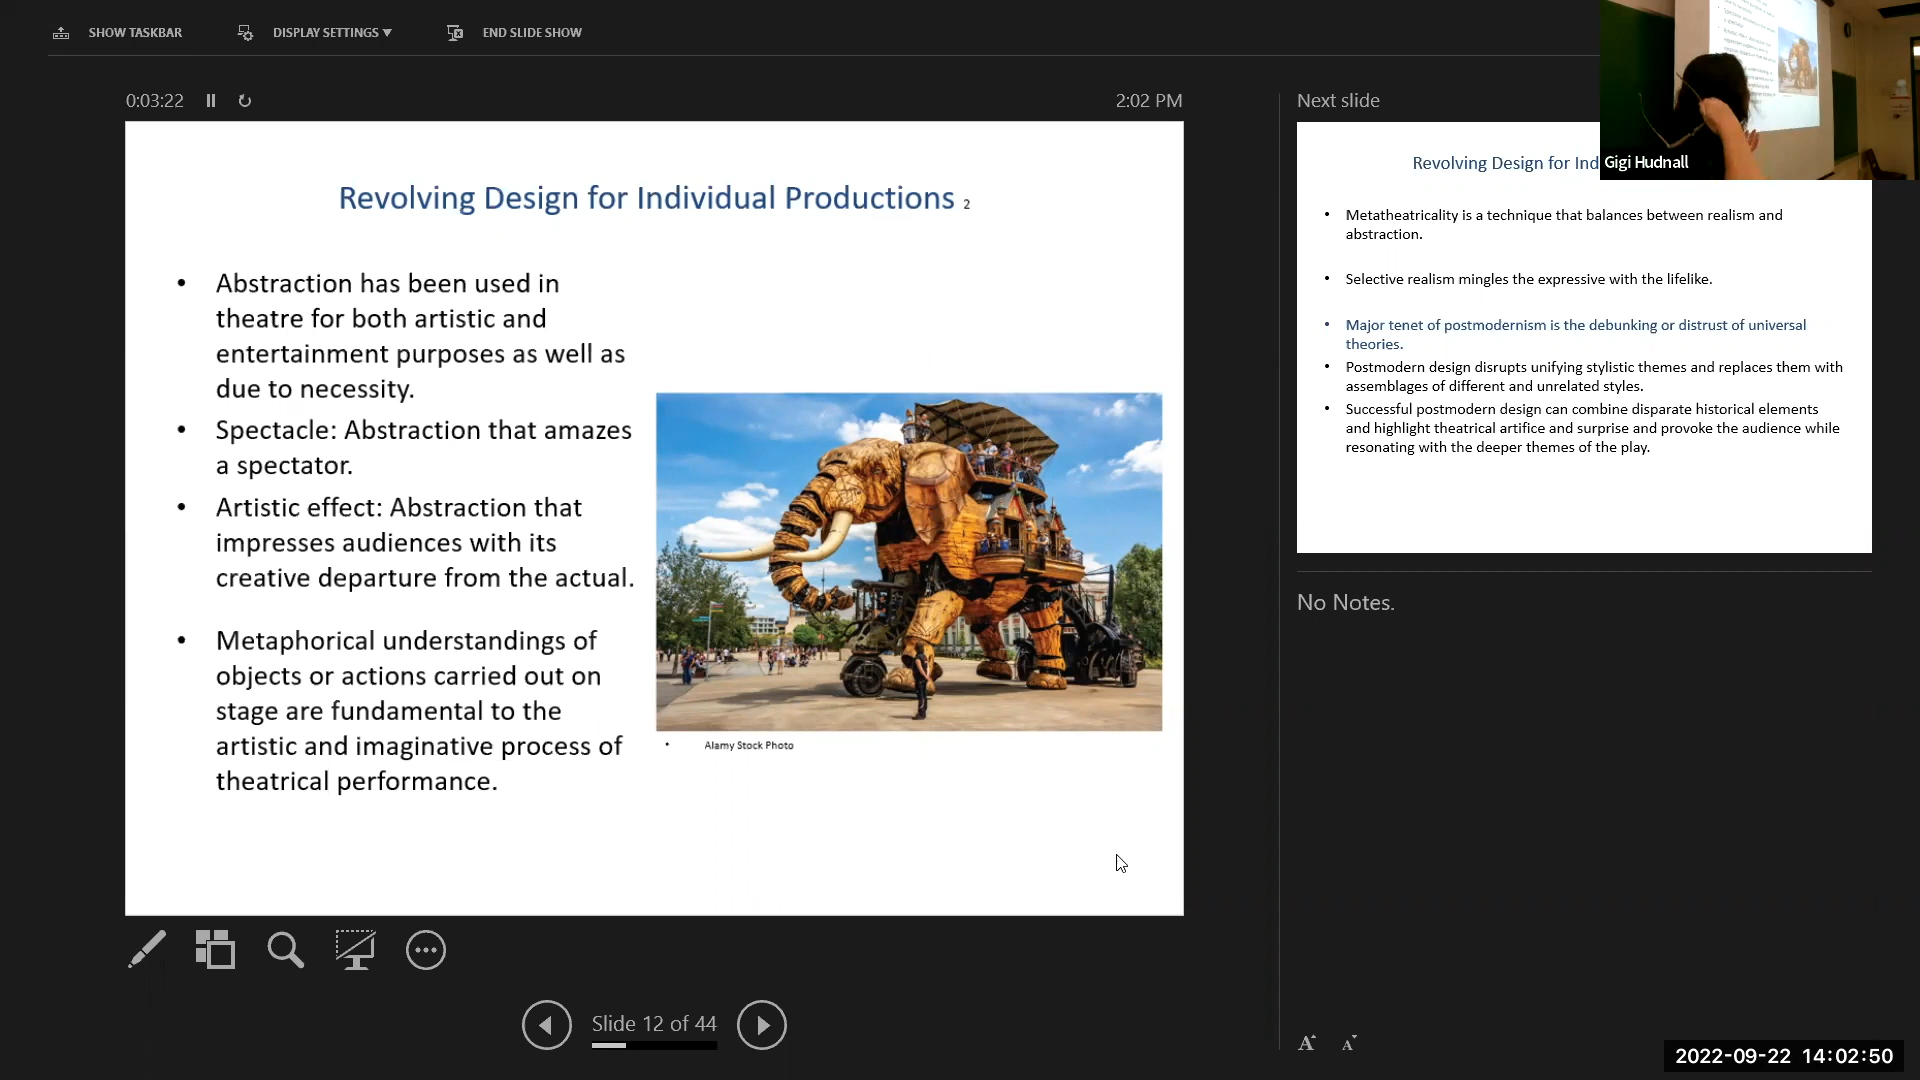 SHOW TASKBAR
DISPLAY SETTINGS ▼
END SLIDE SHOW
0:03:22
2:02 PM
Revolving Design for Individual Productions 2
• Abstraction has been used in
theatre for both artistic and
entertainment purposes as well as
due to necessity.
• Spectacle: Abstraction that amazes
a spectator.
• Artistic effect: Abstraction that
impresses audiences with its
creative departure from the actual.
• Metaphorical understandings of
objects or actions carried out on
stage are fundamental to the
artistic and imaginative process of
theatrical performance.
• Alamy Stock Photo
Slide 12 of 44
Next slide
Revolving Design for Ind
Gigi Hudnall
• Metatheatricality is a technique that balances between realism and
abstraction.
• Selective realism mingles the expressive with the lifelike.
• Major tenet of postmodernism is the debunking or distrust of universal
theories.
• Postmodern design disrupts unifying stylistic themes and replaces them with
assemblages of different and unrelated styles.
• Successful postmodern design can combine disparate historical elements
and highlight theatrical artifice and surprise and provoke the audience while
resonating with the deeper themes of the play.
No Notes.
A A
2022-09-22 14:02:50